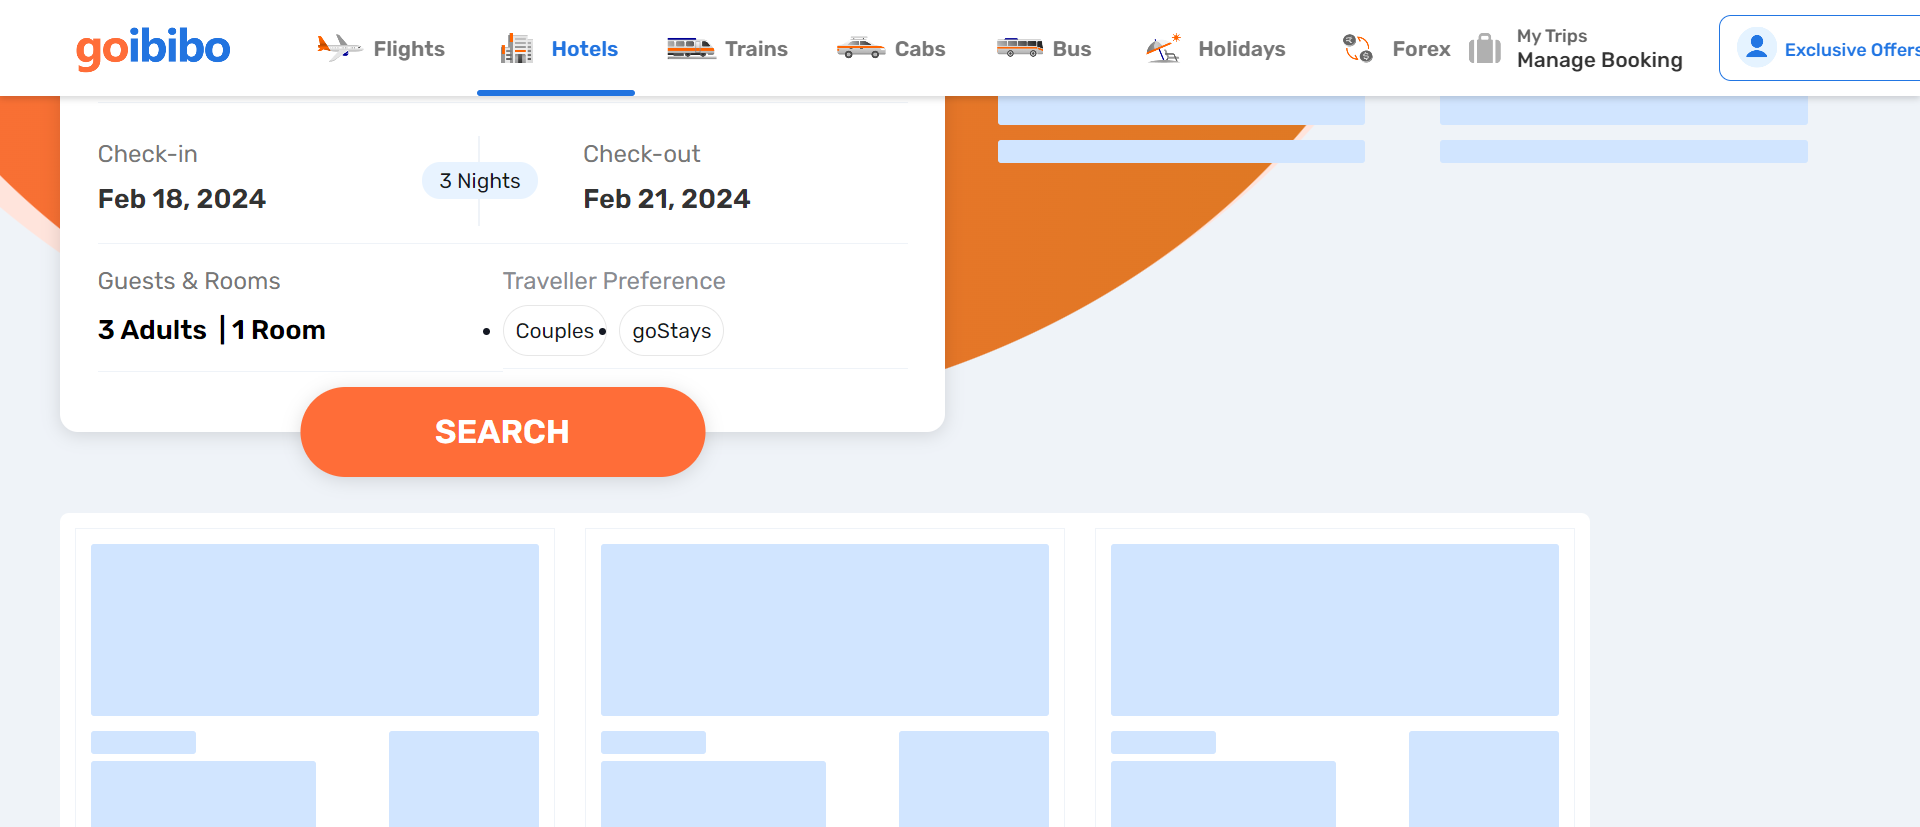 goibibo Flights Hotels Trains Cabs Bus Holidays Forex My Trips Manage Booking Exclusive Offers
Check-in 3 Nights Check-out
Feb 18, 2024 Feb 21, 2024
Guests & Rooms Traveller Preference
3 Adults | 1 Room • Couples • goStays
SEARCH